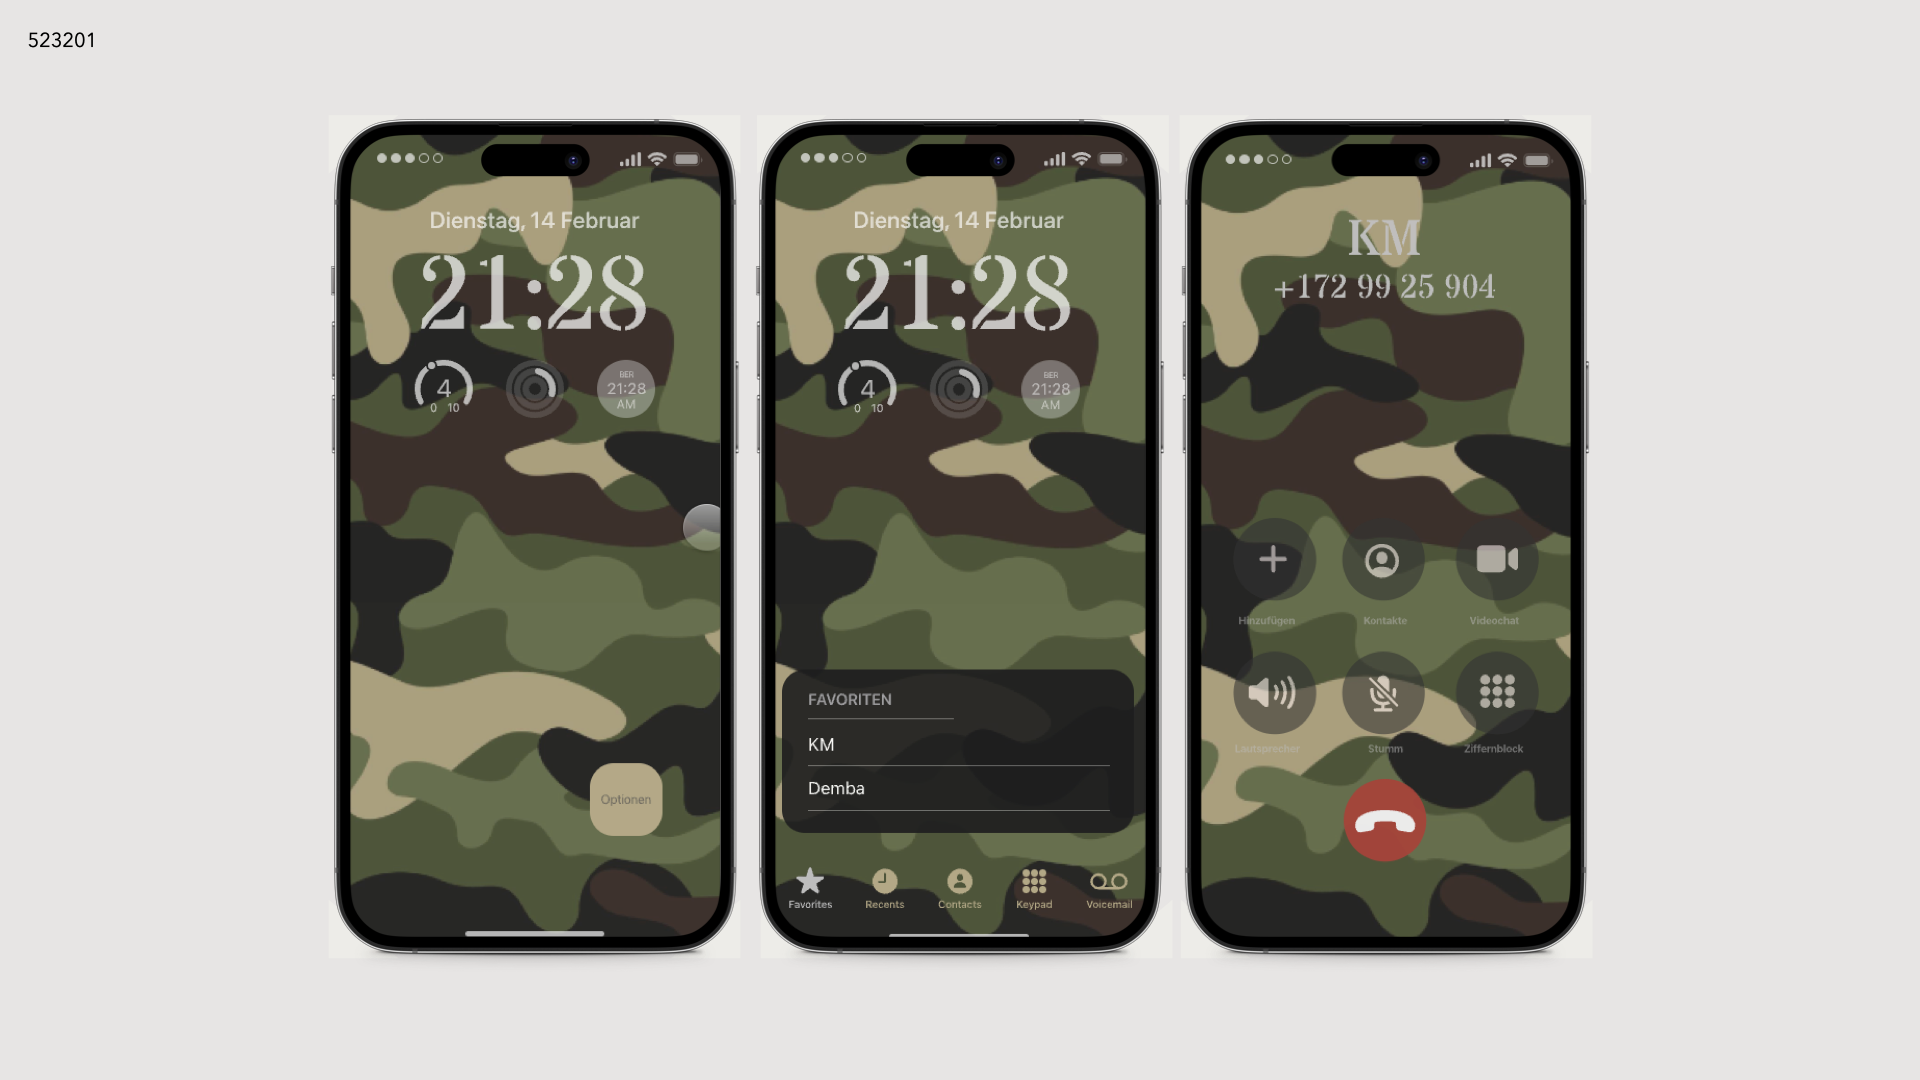 523201
Dienstag, 14 Februar
21:28
4
0 10
BER
21:28
AM
Optionen
Dienstag, 14 Februar
21:28
4
0 10
BER
21:28
AM
FAVORITEN
KM
Demba
Favorites Recents Contacts Keypad Voicemail
KM
+172 99 25 904
Hinzufügen Kontakte Videochat
Lautsprecher Stumm Ziffernblock